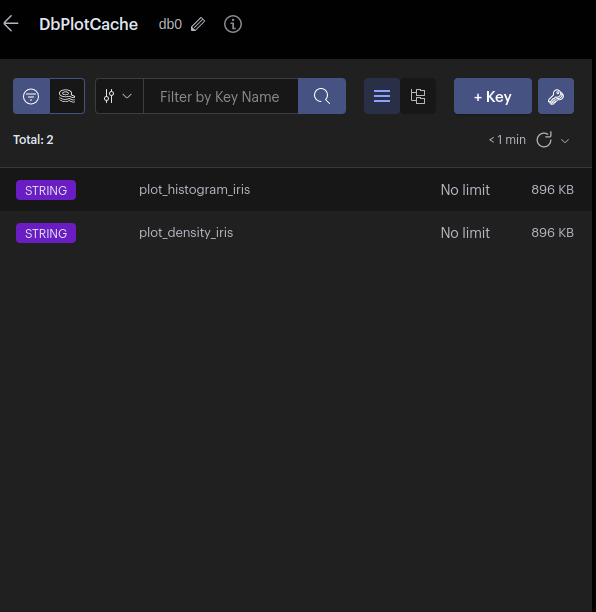 DbPlotCache db0
Filter by Key Name + Key
Total: 2 < 1 min
STRING plot_histogram_iris No limit 896 KB
STRING plot_density_iris No limit 896 KB